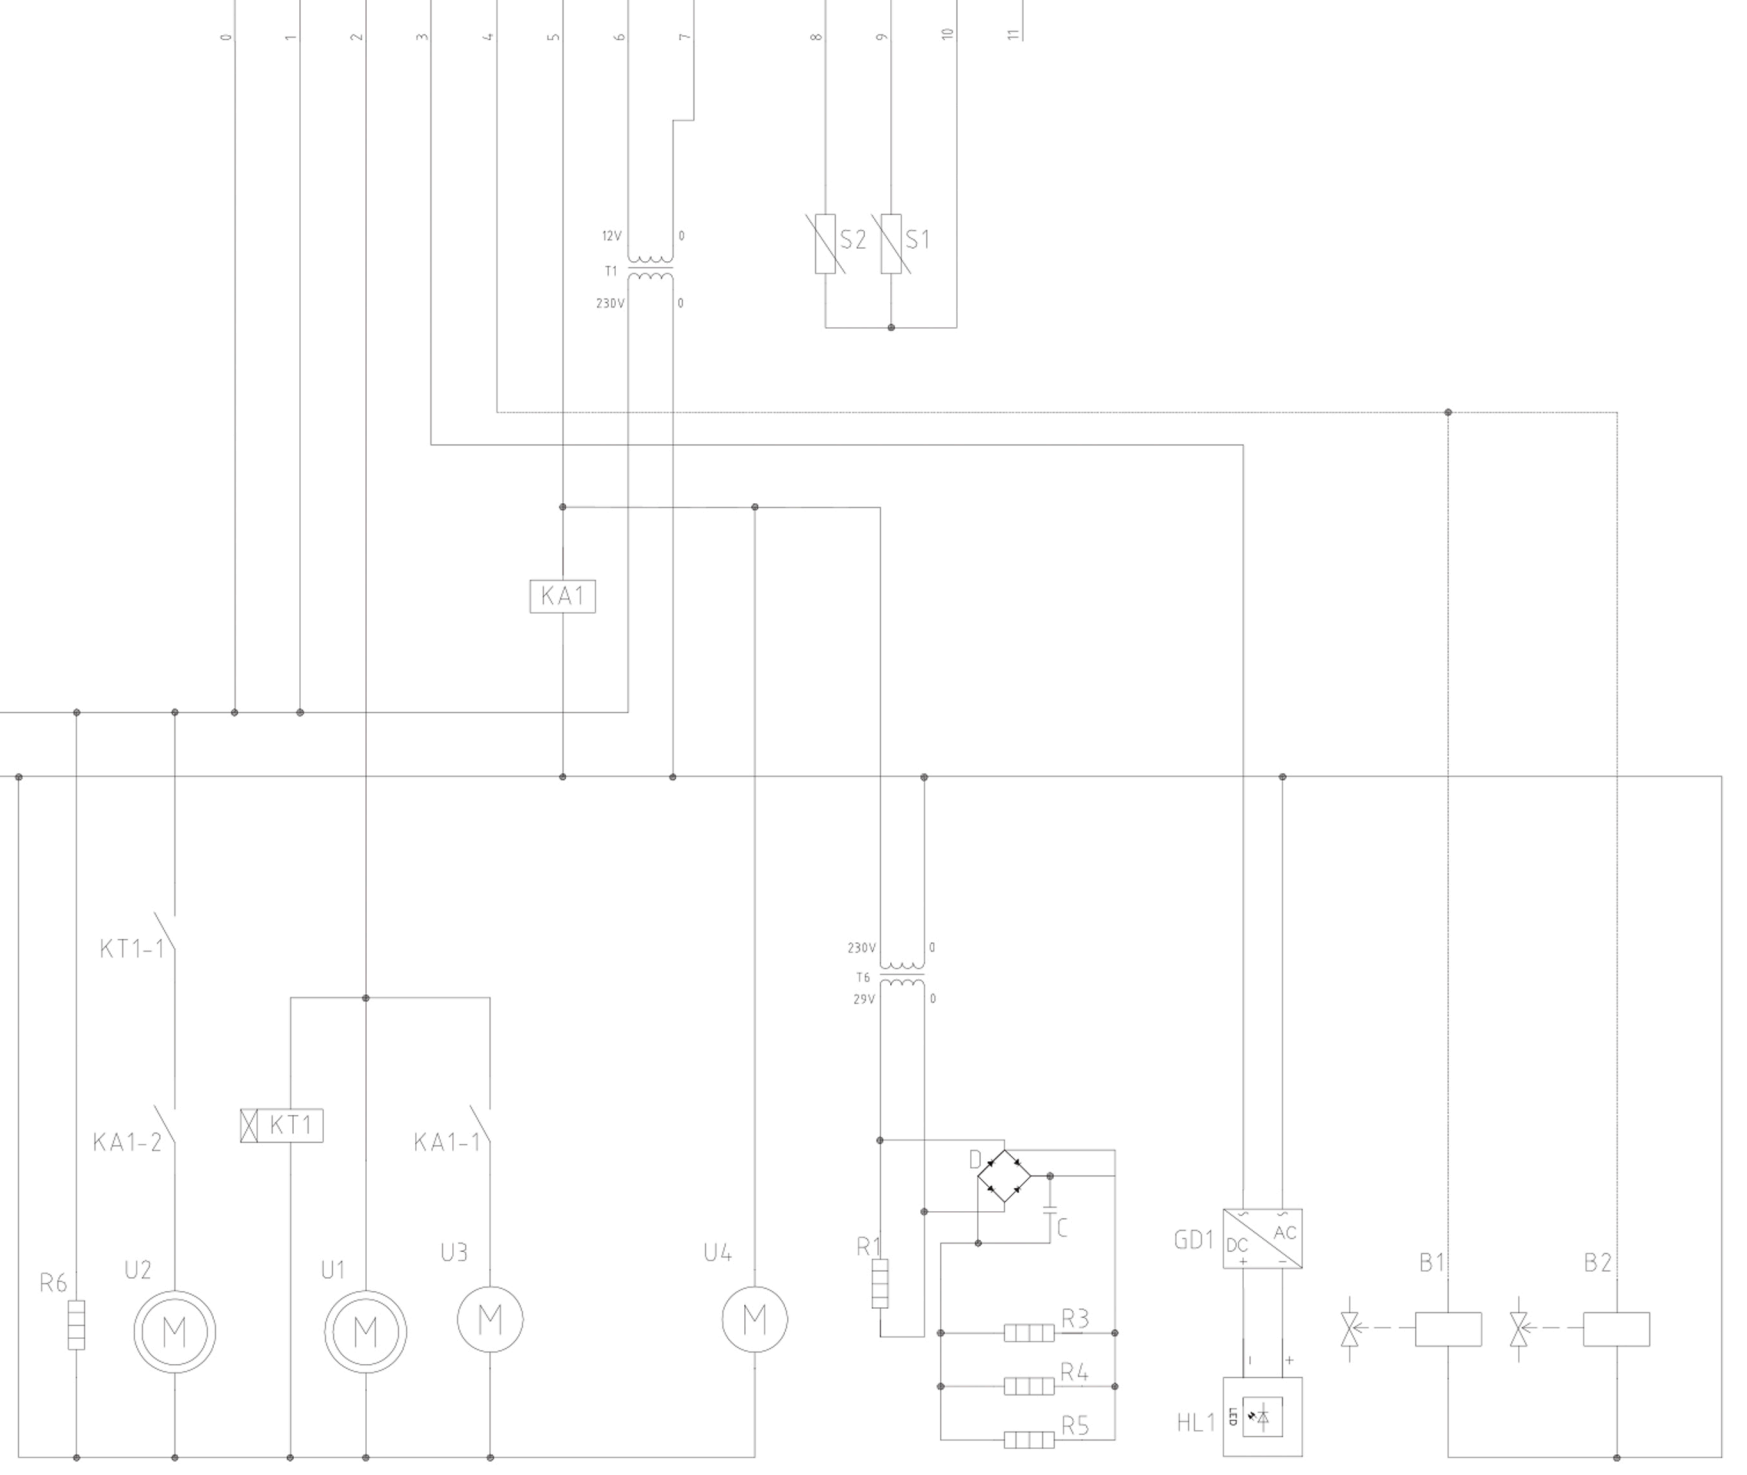 0 1 2 3 4 5 6 7 8 9 10 11
12V 0
T1
230V 0
S2 S1
KA1
KT1-1
230V 0
T6
29V 0
KT1
KA1-2
KA1-1
D
C
R1
GD1 DC AC
+ -
~ ~
R6 U2 U1 U3 U4
M M M M
B1 B2
R3
R4
R5
- +
HL1 LED